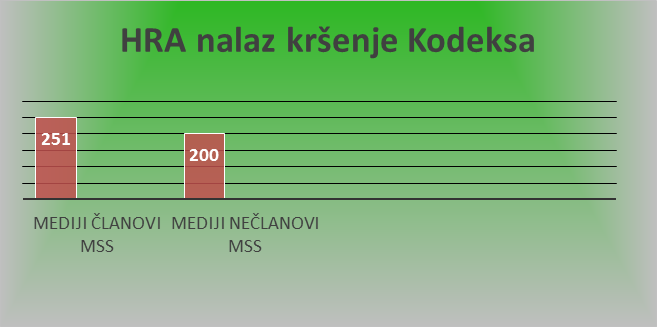 HRA nalaz kršenje Kodeksa
251
200
MEDIJI ČLANOVI
MSS
MEDIJI NEČLANOVI
MSS